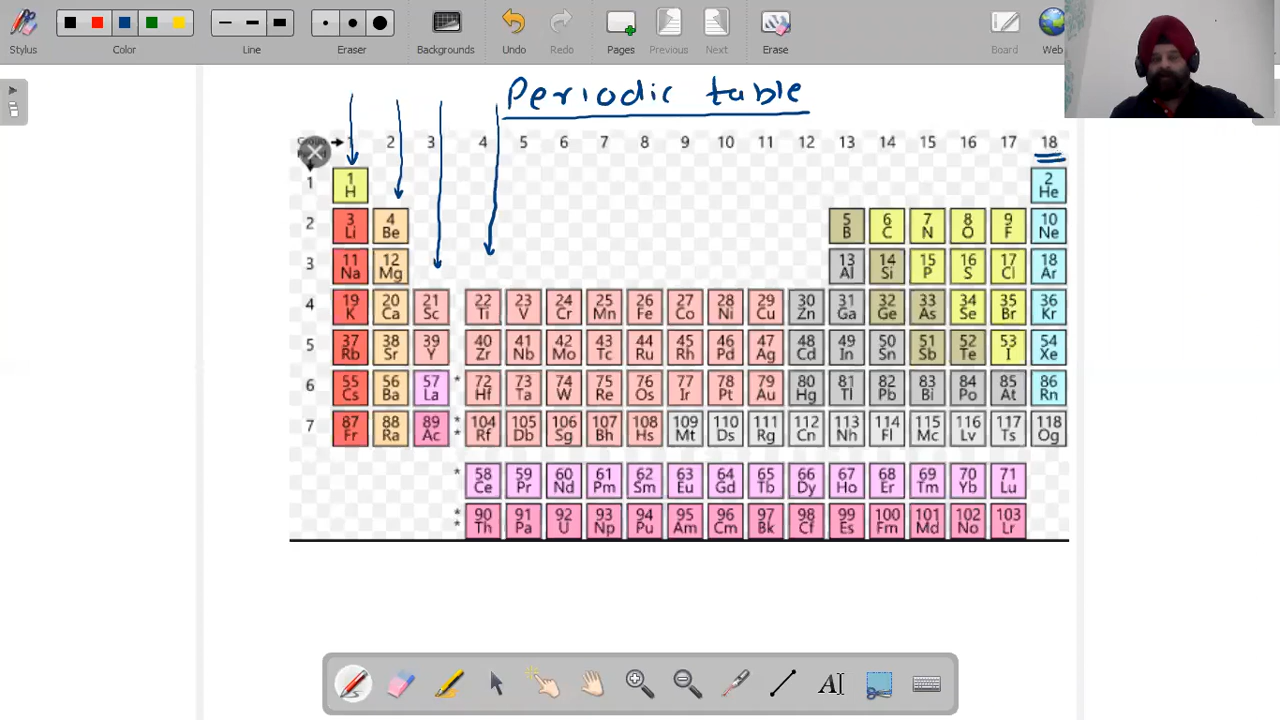 Stylus Color Line Eraser Backgrounds Undo Redo Pages Previous Next Erase Board Web
Periodic table
1 2 3 4 5 6 7 8 9 10 11 12 13 14 15 16 17 18
1 1 2
H He
2 3 4 5 6 7 8 9 10
Li Be B C N O F Ne
3 11 12 13 14 15 16 17 18
Na Mg Al Si P S Cl Ar
4 19 20 21 22 23 24 25 26 27 28 29 30 31 32 33 34 35 36
K Ca Sc Ti V Cr Mn Fe Co Ni Cu Zn Ga Ge As Se Br Kr
5 37 38 39 40 41 42 43 44 45 46 47 48 49 50 51 52 53 54
Rb Sr Y Zr Nb Mo Tc Ru Rh Pd Ag Cd In Sn Sb Te I Xe
6 55 56 57 * 72 73 74 75 76 77 78 79 80 81 82 83 84 85 86
Cs Ba La Hf Ta W Re Os Ir Pt Au Hg Tl Pb Bi Po At Rn
7 87 88 89 * * 104 105 106 107 108 109 110 111 112 113 114 115 116 117 118
Fr Ra Ac Rf Db Sg Bh Hs Mt Ds Rg Cn Nh Fl Mc Lv Ts Og
* 58 59 60 61 62 63 64 65 66 67 68 69 70 71
Ce Pr Nd Pm Sm Eu Gd Tb Dy Ho Er Tm Yb Lu
* * 90 91 92 93 94 95 96 97 98 99 100 101 102 103
Th Pa U Np Pu Am Cm Bk Cf Es Fm Md No Lr
A